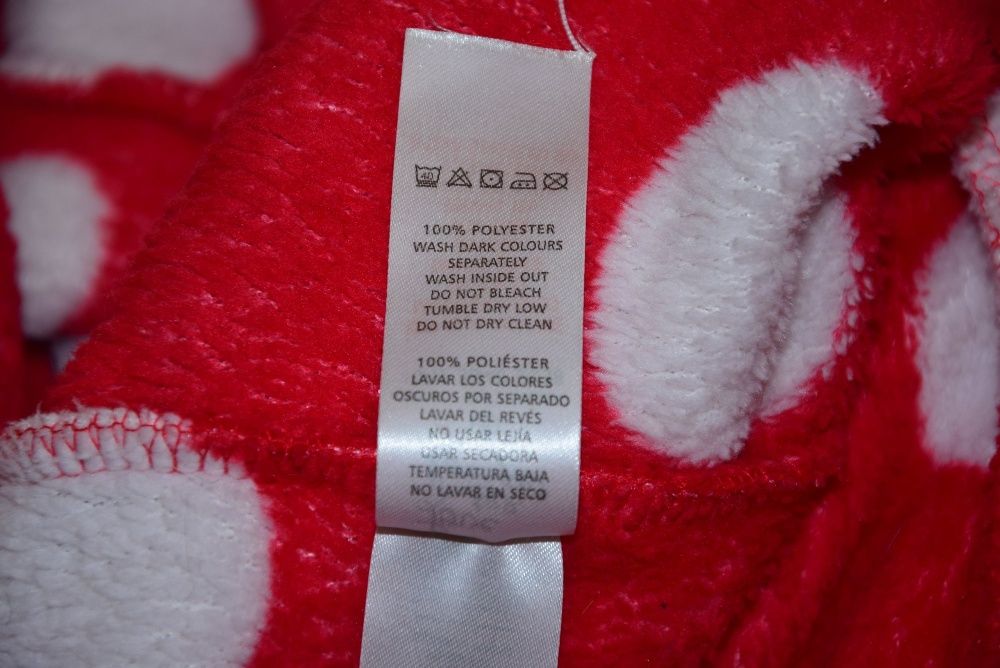 40
100% POLYESTER
WASH DARK COLOURS
SEPARATELY
WASH INSIDE OUT
DO NOT BLEACH
TUMBLE DRY LOW
DO NOT DRY CLEAN
100% POLIÉSTER
LAVAR LOS COLORES
OSCUROS POR SEPARADO
LAVAR DEL REVÉS
NO USAR LEJÍA
USAR SECADORA
TEMPERATURA BAJA
NO LAVAR EN SECO